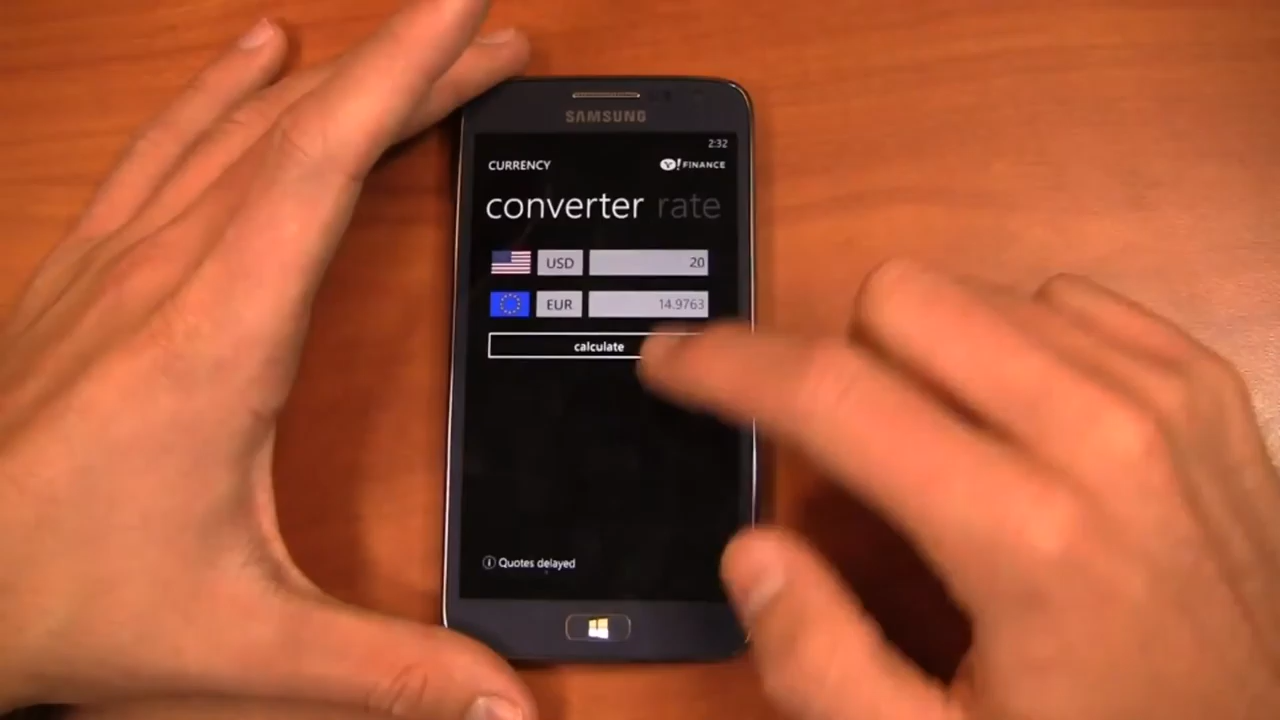 SAMSUNG
2:32
CURRENCY Y! FINANCE
converter rate
USD 20
EUR 14.9763
calculate
Quotes delayed